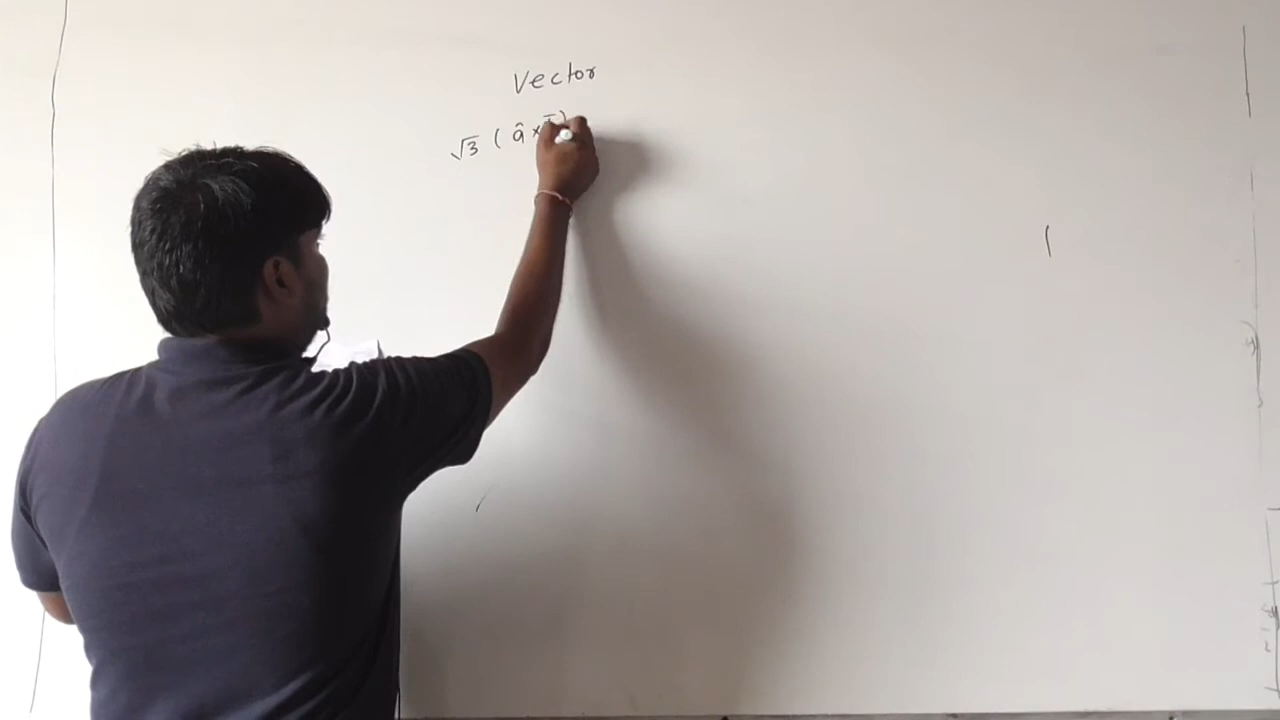 Vector
√3 ( â ×